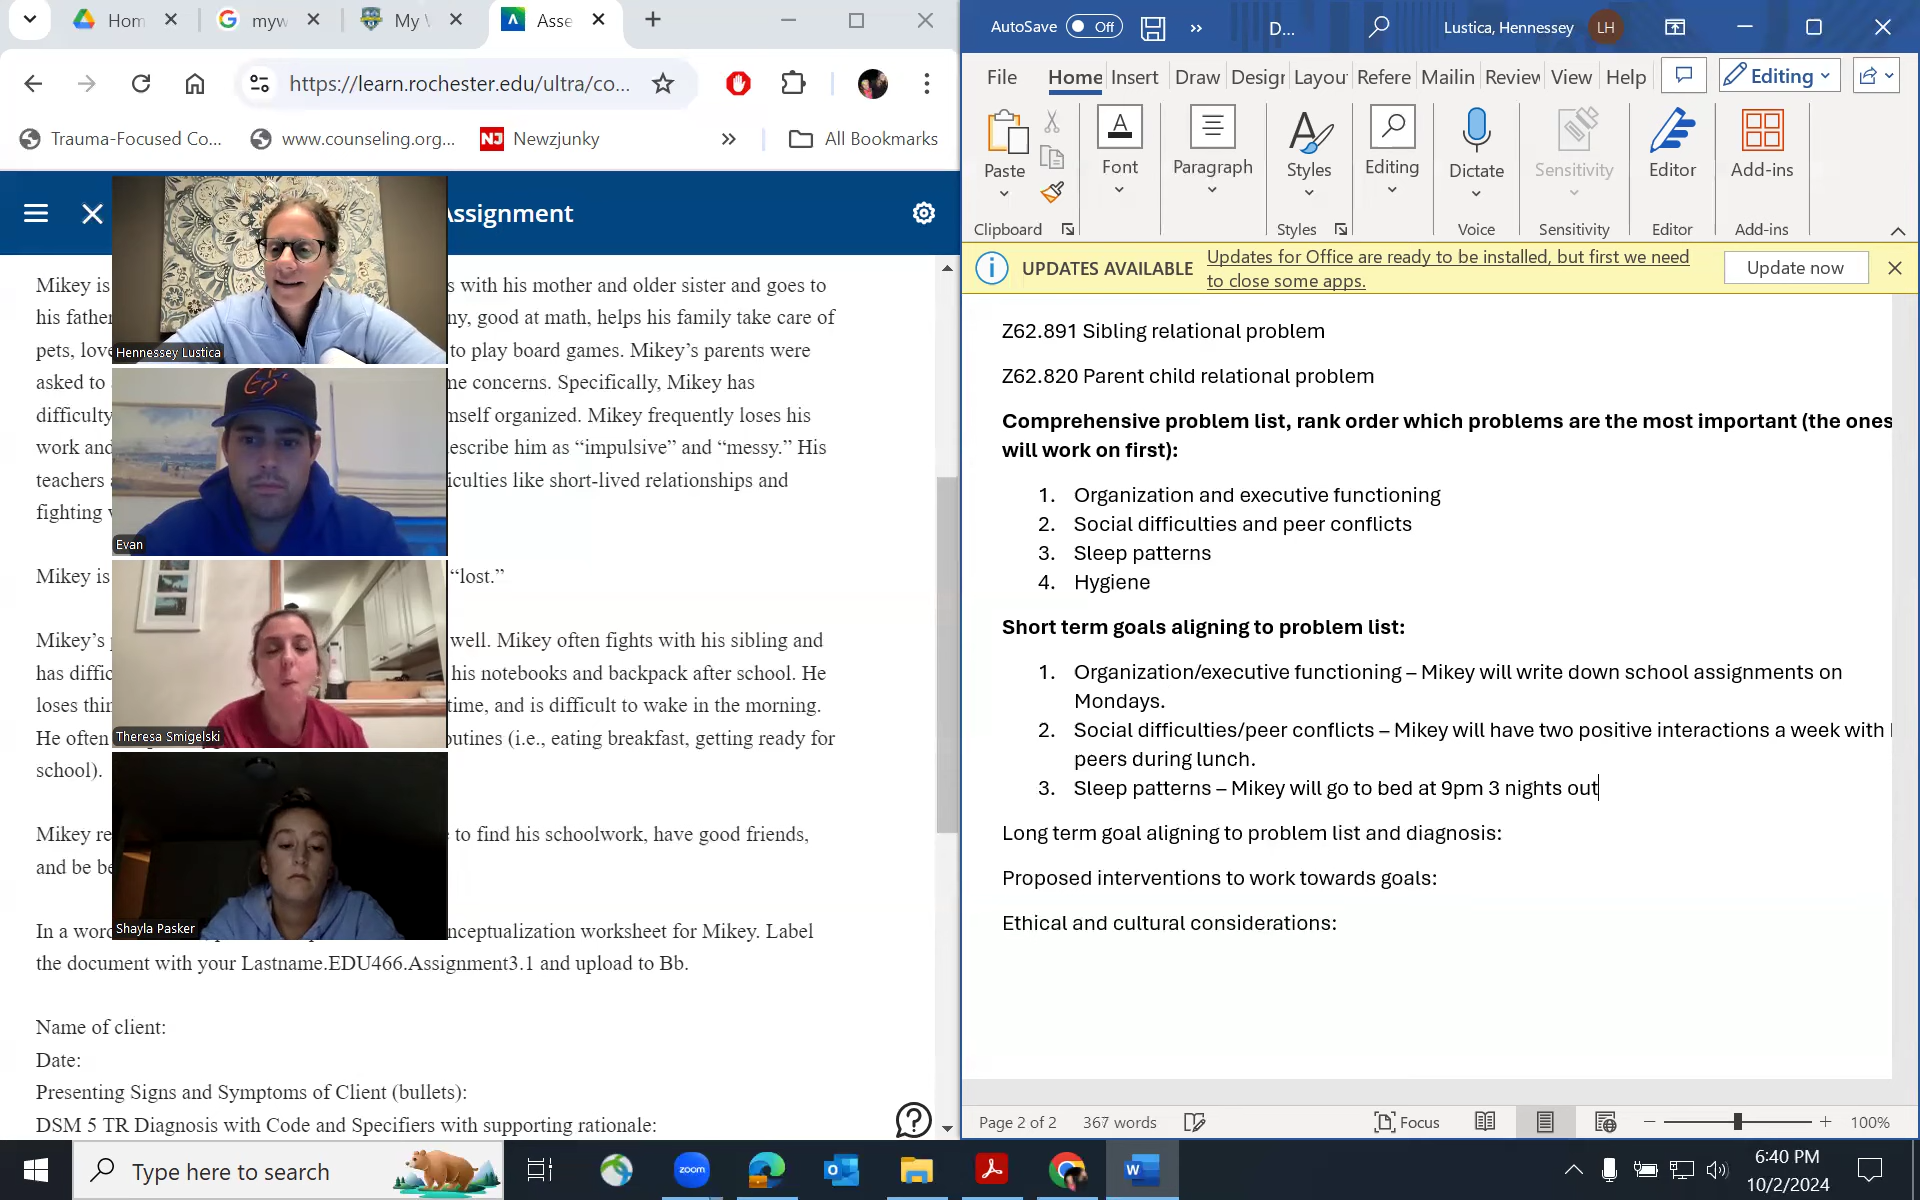 Hom
myw
My V
Asse
https://learn.rochester.edu/ultra/co...
Trauma-Focused Co...
www.counseling.org...
NJ Newzjunky
»
All Bookmarks
Assignment
Mikey is
s with his mother and older sister and goes to
his father
ny, good at math, helps his family take care of
pets, love
to play board games. Mikey’s parents were
asked to
ne concerns. Specifically, Mikey has
difficulty
mself organized. Mikey frequently loses his
work and
escribe him as “impulsive” and “messy.” His
teachers
iculties like short-lived relationships and
fighting
Mikey is
“lost.”
Mikey’s
well. Mikey often fights with his sibling and
has diffic
his notebooks and backpack after school. He
loses thin
time, and is difficult to wake in the morning.
He often
outines (i.e., eating breakfast, getting ready for
school).
Mikey re
to find his schoolwork, have good friends,
and be be
In a word
nceptualization worksheet for Mikey. Label
the document with your Lastname.EDU466.Assignment3.1 and upload to Bb.
Name of client:
Date:
Presenting Signs and Symptoms of Client (bullets):
DSM 5 TR Diagnosis with Code and Specifiers with supporting rationale:
Hennessey Lustica
Evan
Theresa Smigelski
Shayla Pasker
AutoSave Off
»
D...
Lustica, Hennessey LH
File Home Insert Draw Design Layou Refere Mailin Review View Help Editing
Paste Font Paragraph Styles Editing Dictate Sensitivity Editor Add-ins
Clipboard Styles Voice Sensitivity Editor Add-ins
UPDATES AVAILABLE Updates for Office are ready to be installed, but first we need
to close some apps.
Update now
Z62.891 Sibling relational problem
Z62.820 Parent child relational problem
Comprehensive problem list, rank order which problems are the most important (the ones
will work on first):
1. Organization and executive functioning
2. Social difficulties and peer conflicts
3. Sleep patterns
4. Hygiene
Short term goals aligning to problem list:
1. Organization/executive functioning – Mikey will write down school assignments on
Mondays.
2. Social difficulties/peer conflicts – Mikey will have two positive interactions a week with
peers during lunch.
3. Sleep patterns – Mikey will go to bed at 9pm 3 nights out
Long term goal aligning to problem list and diagnosis:
Proposed interventions to work towards goals:
Ethical and cultural considerations:
Page 2 of 2 367 words Focus 100%
Type here to search
zoom
6:40 PM
10/2/2024